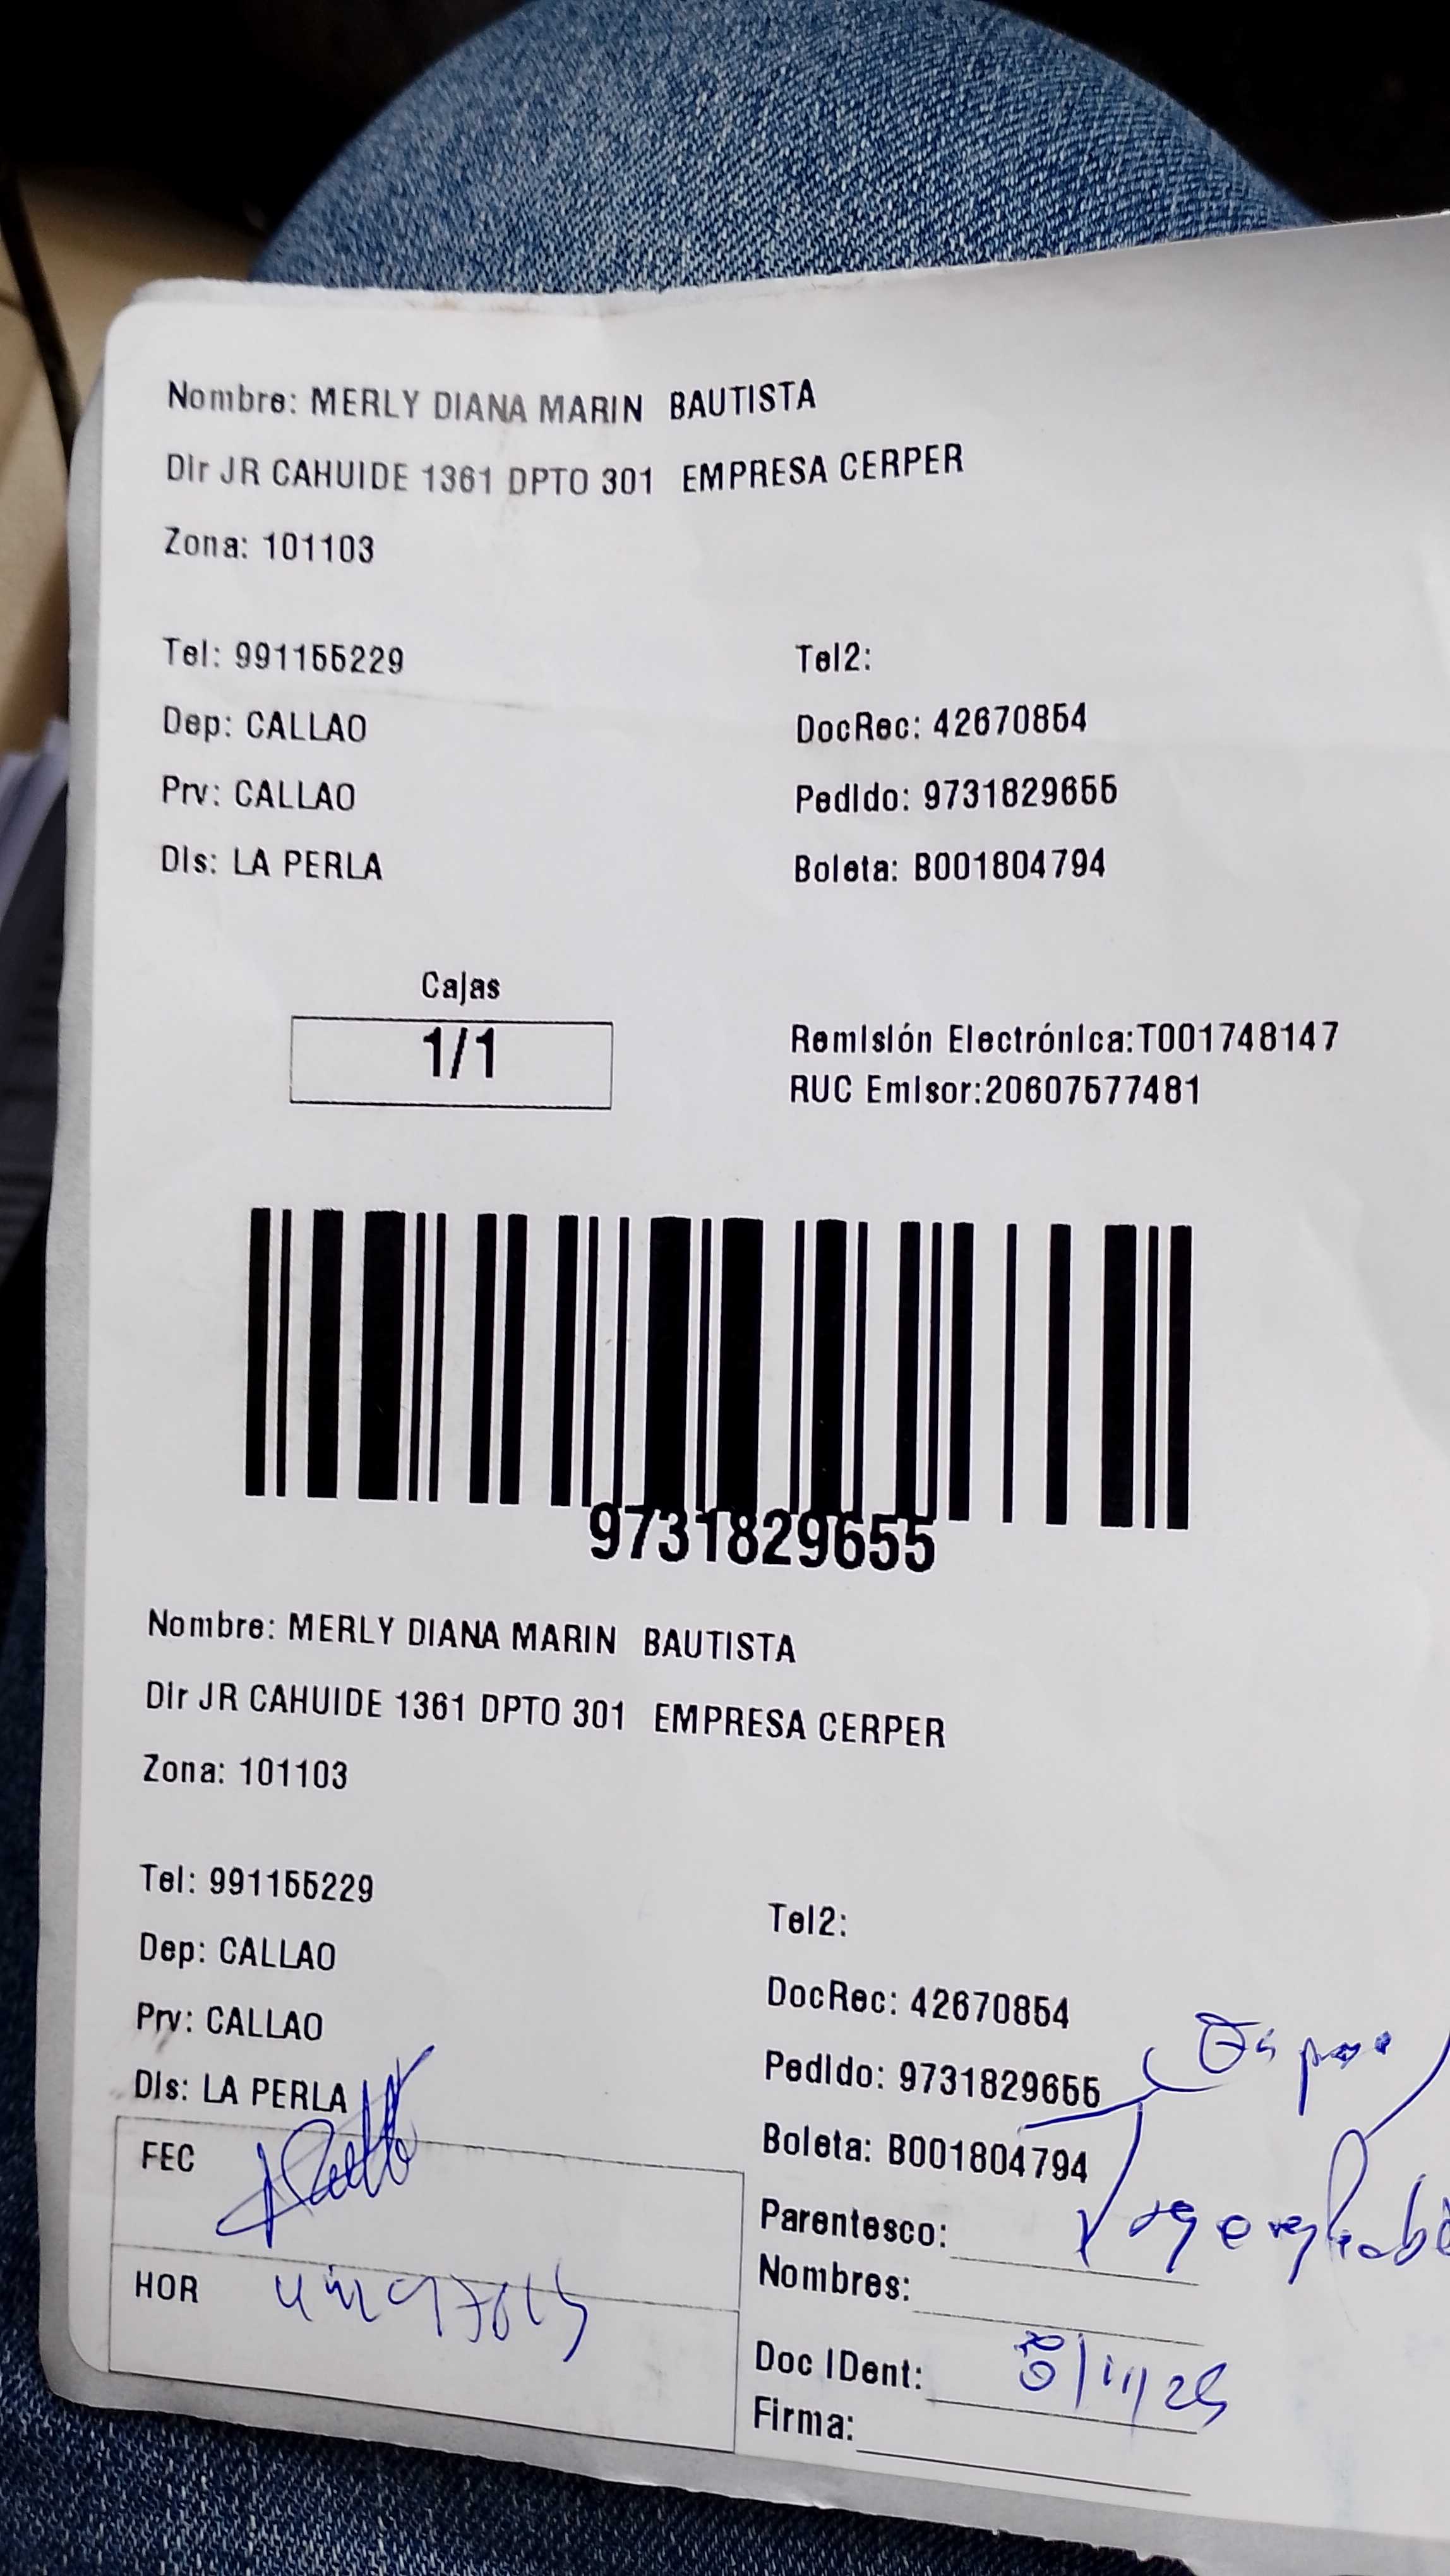 Nombre: MERLY DIANA MARIN BAUTISTA
Dir JR CAHUIDE 1361 DPTO 301 EMPRESA CERPER
Zona: 101103
Tel: 991155229
Tel2:
Dep: CALLAO
DocRec: 42670854
Prv: CALLAO
Pedido: 9731829655
Dis: LA PERLA
Boleta: B001804794
Cajas
1/1
Remisión Electrónica:T001748147
RUC Emisor:20607577481
9731829655
Nombre: MERLY DIANA MARIN BAUTISTA
Dir JR CAHUIDE 1361 DPTO 301 EMPRESA CERPER
Zona: 101103
Tel: 991155229
Tel2:
Dep: CALLAO
DocRec: 42670854
Prv: CALLAO
Pedido: 9731829655
Dis: LA PERLA
Boleta: B001804794
FEC
Parentesco:
HOR
Nombres:
Doc IDent:
Firma: